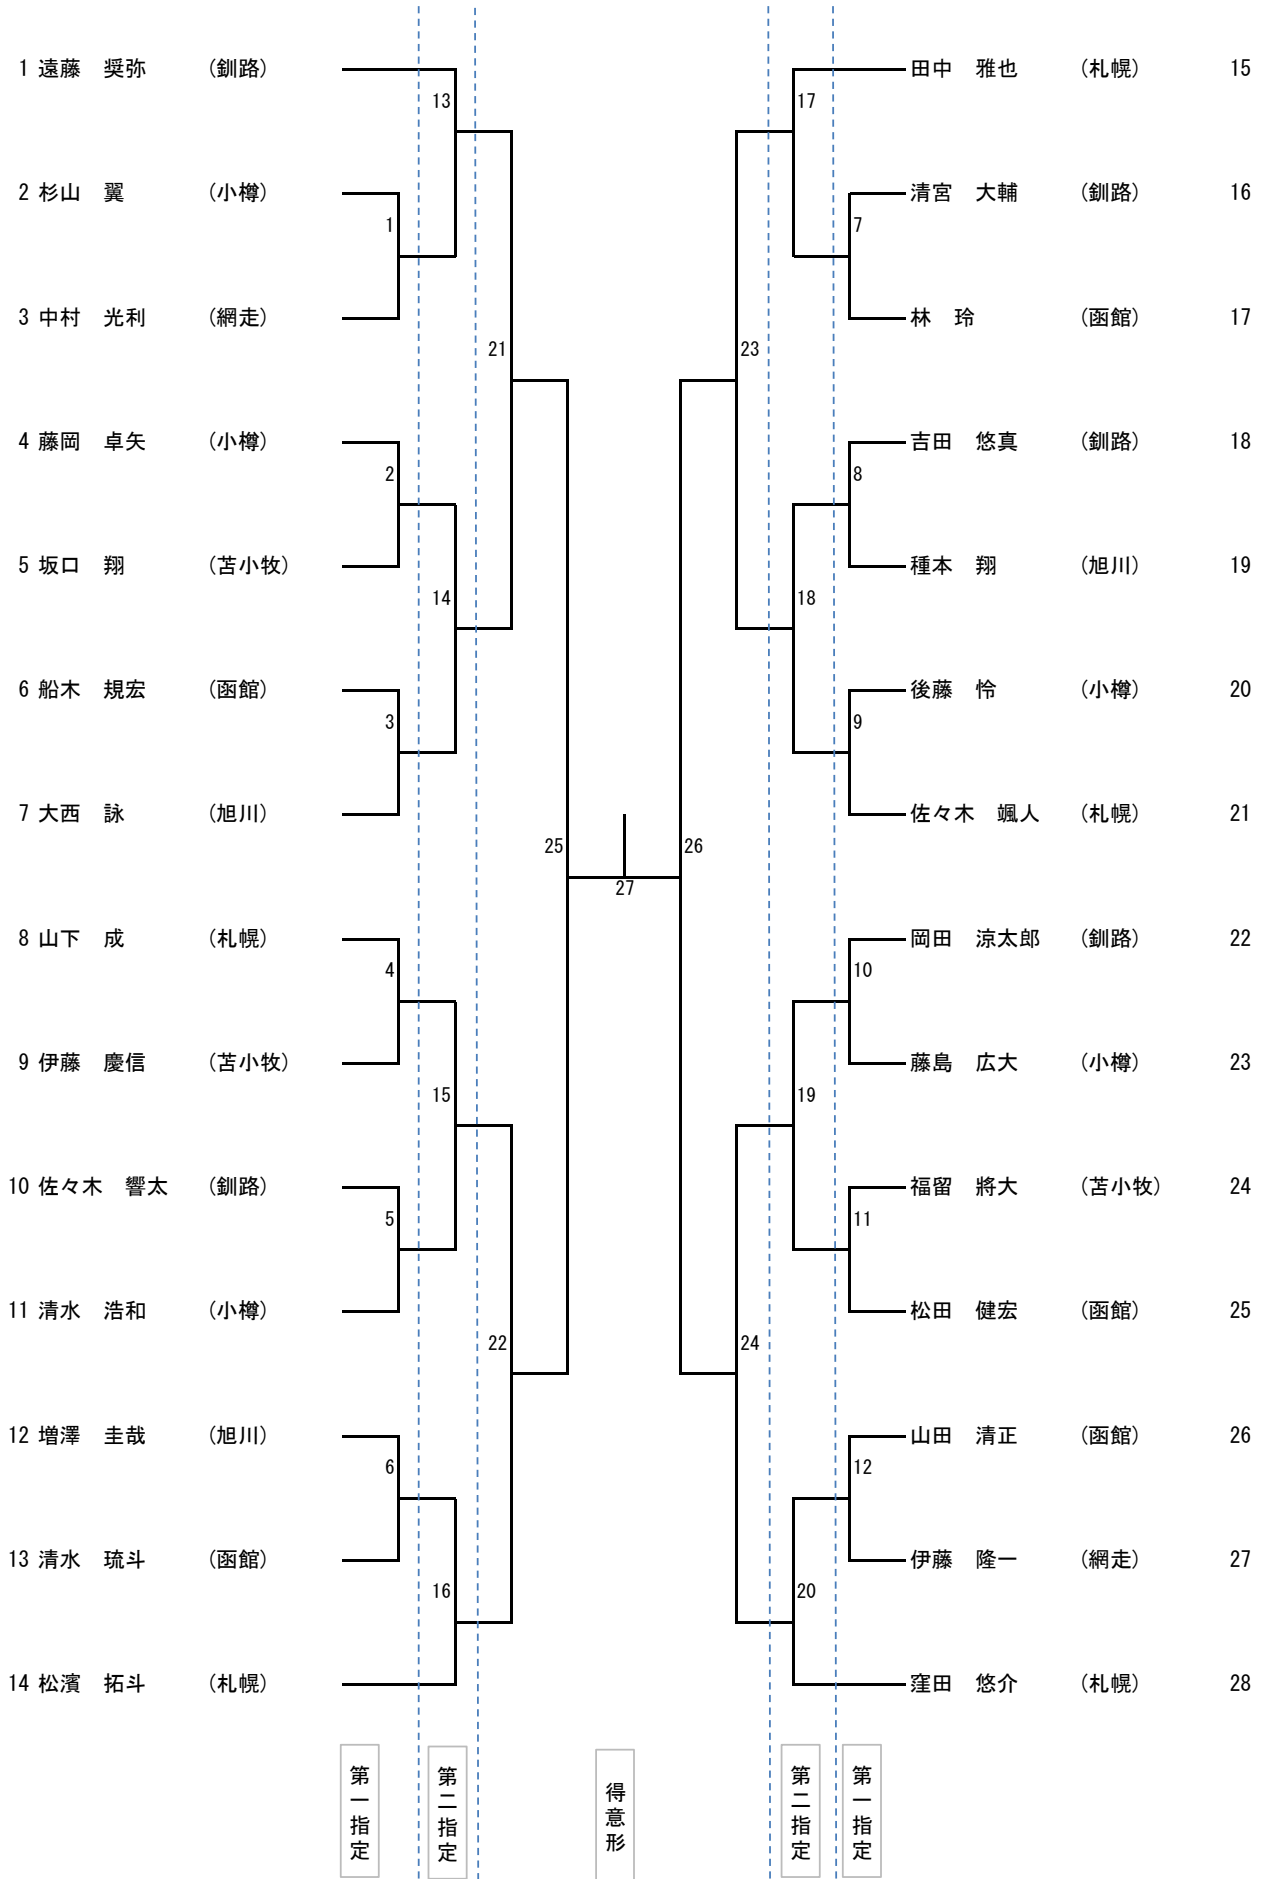 1 遠藤　奨弥　(釧路)
13
17
田中　雅也　(札幌)　15
2 杉山　翼　(小樽)
1
7
清宮　大輔　(釧路)　16
3 中村　光利　(網走)
林　玲　(函館)　17
21
23
4 藤岡　卓矢　(小樽)
2
8
吉田　悠真　(釧路)　18
5 坂口　翔　(苫小牧)
種本　翔　(旭川)　19
14
18
6 船木　規宏　(函館)
3
9
後藤　怜　(小樽)　20
7 大西　詠　(旭川)
佐々木　颯人　(札幌)　21
25
26
27
8 山下　成　(札幌)
4
10
岡田　涼太郎　(釧路)　22
9 伊藤　慶信　(苫小牧)
藤島　広大　(小樽)　23
15
19
10 佐々木　響太　(釧路)
5
11
福留　將大　(苫小牧)　24
11 清水　浩和　(小樽)
松田　健宏　(函館)　25
22
24
12 増澤　圭哉　(旭川)
6
12
山田　清正　(函館)　26
13 清水　琉斗　(函館)
伊藤　隆一　(網走)　27
16
20
14 松濱　拓斗　(札幌)
窪田　悠介　(札幌)　28
第一指定
第二指定
得意形
第二指定
第一指定